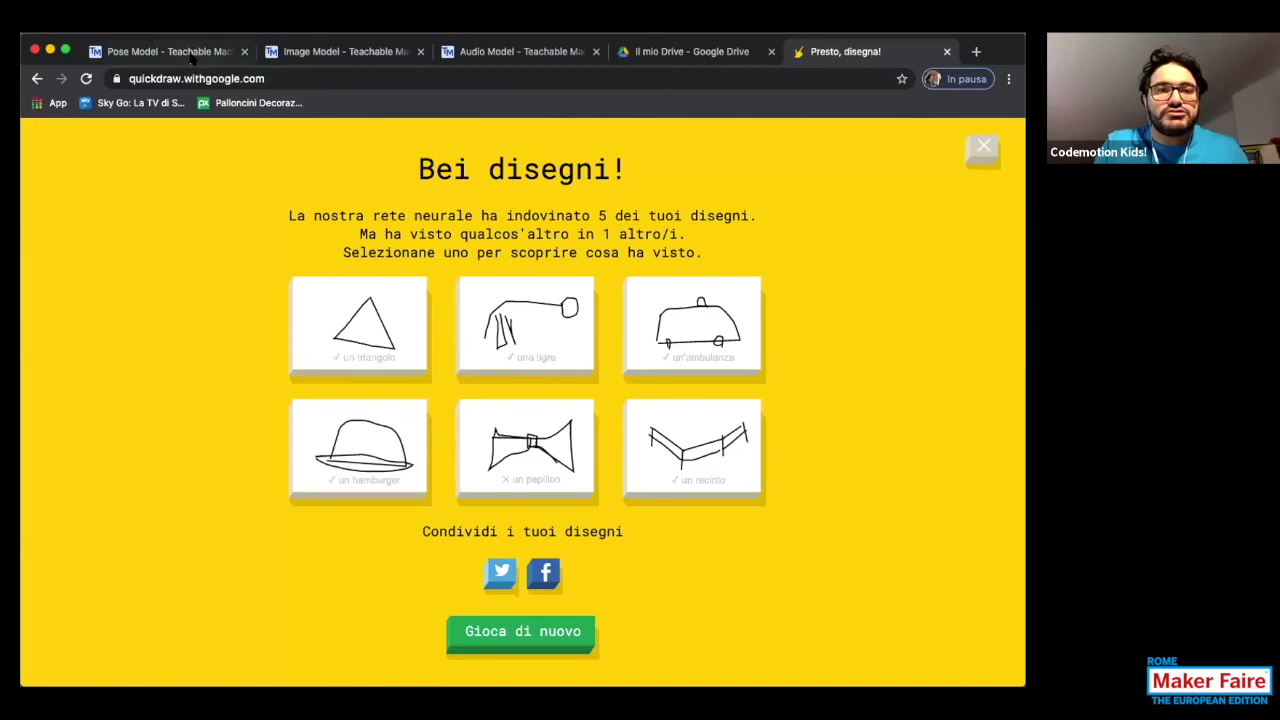 Pose Model - Teachable Mac
Image Model - Teachable Ma
Audio Model - Teachable Ma
Il mio Drive - Google Drive
Presto, disegna!
quickdraw.withgoogle.com
In pausa
App
Sky Go: La TV di S...
Palloncini Decoraz...
Bei disegni!
La nostra rete neurale ha indovinato 5 dei tuoi disegni.
Ma ha visto qualcos'altro in 1 altro/i.
Selezionane uno per scoprire cosa ha visto.
✓ un triangolo
✓ una tigre
✓ un'ambulanza
✓ un hamburger
× un papillon
✓ un recinto
Condividi i tuoi disegni
Gioca di nuovo
Codemotion Kids!
ROME
Maker Faire
THE EUROPEAN EDITION